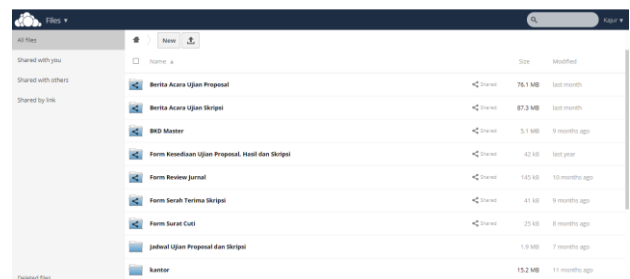 Files ▾
Kajur ▾
All files
Shared with you
Shared with others
Shared by link
Deleted files
New
Name ▴ Size Modified
Berita Acara Ujian Proposal Shared 76.1 MB last month
Berita Acara Ujian Skripsi Shared 87.3 MB last month
BKD Master Shared 5.1 MB 9 months ago
Form Kesediaan Ujian Proposal, Hasil dan Skripsi Shared 42 kB last year
Form Review Jurnal Shared 145 kB 10 months ago
Form Serah Terima Skripsi Shared 41 kB 9 months ago
Form Surat Cuti Shared 25 kB 8 months ago
Jadwal Ujian Proposal dan Skripsi 1.9 MB 7 months ago
kantor 15.2 MB 11 months ago